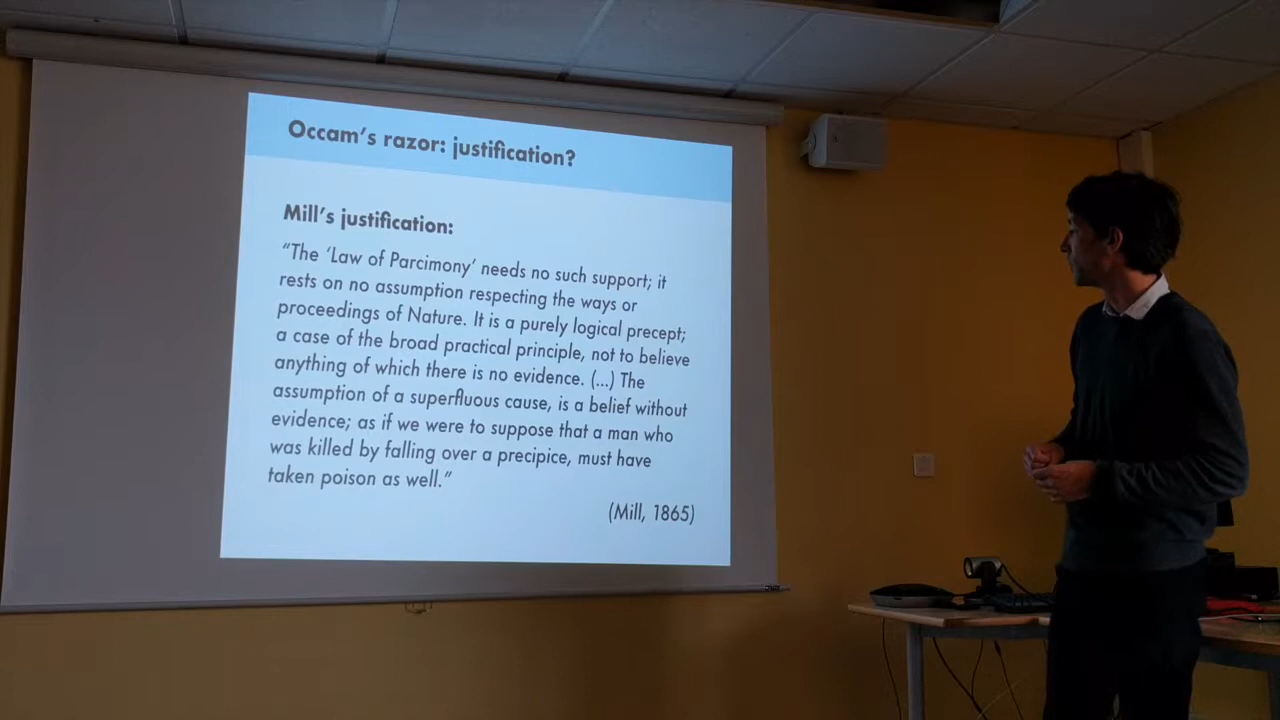 Occam's razor: justification?
Mill's justification:
“The ‘Law of Parcimony’ needs no such support; it
rests on no assumption respecting the ways or
proceedings of Nature. It is a purely logical precept;
a case of the broad practical principle, not to believe
anything of which there is no evidence. (...) The
assumption of a superfluous cause, is a belief without
evidence; as if we were to suppose that a man who
was killed by falling over a precipice, must have
taken poison as well.”
(Mill, 1865)